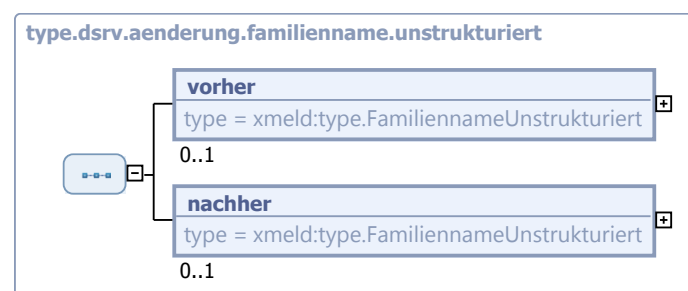 type.dsrv.aenderung.familienname.unstrukturiert
vorher
type = xmeld:type.FamiliennameUnstrukturiert
0..1
nachher
type = xmeld:type.FamiliennameUnstrukturiert
0..1